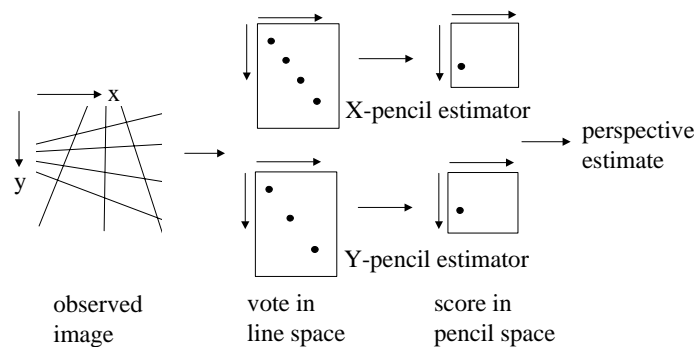 x
y
X-pencil estimator
Y-pencil estimator
perspective
estimate
observed
image
vote in
line space
score in
pencil space